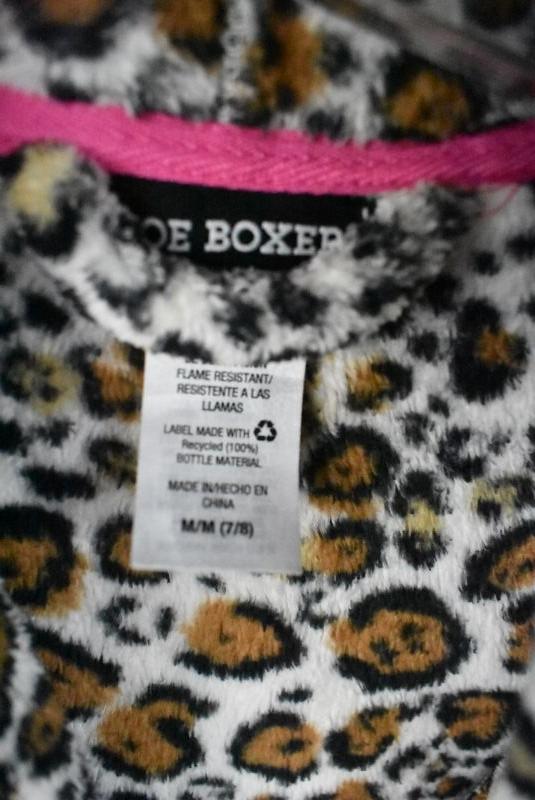 OE BOXER
FLAME RESISTANT/
RESISTENTE A LAS
LLAMAS
LABEL MADE WITH
Recycled (100%)
BOTTLE MATERIAL
MADE IN/HECHO EN
CHINA
M/M (7/8)